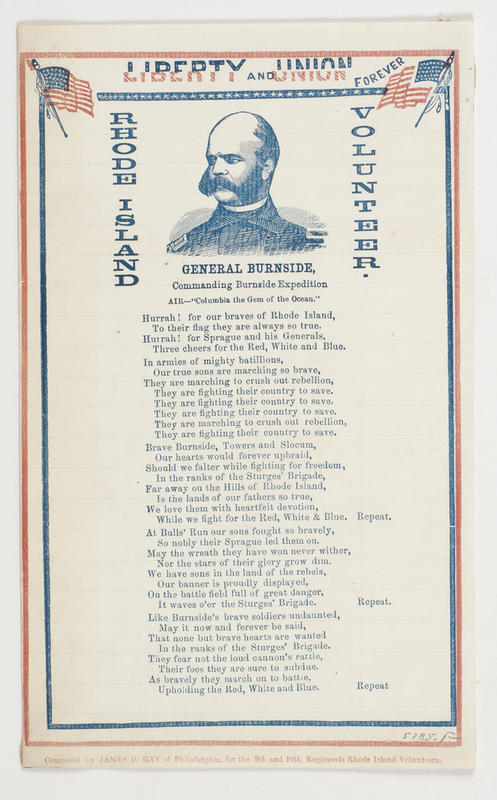 LIBERTY AND UNION FOREVER
RHODE ISLAND
VOLUNTEER.
GENERAL BURNSIDE,
Commanding Burnside Expedition
AIR—"Columbia the Gem of the Ocean."
Hurrah! for our braves of Rhode Island,
To their flag they are always so true.
Hurrah! for Sprague and his Generals,
Three cheers for the Red, White and Blue.
In armies of mighty batillions,
Our true sons are marching so brave,
They are marching to crush out rebellion,
They are fighting their country to save.
They are fighting their conntry to save.
They are fighting their country to save.
They are marching to crush out rebellion,
They are fighting their country to save.
Brave Burnside, Towers and Slocum,
Our hearts would forever upbraid,
Should we falter while fighting for freedom,
In the ranks of the Sturges' Brigade,
Far away on the Hills of Rhode Island,
Is the lands of our fathers so true,
We love them with heartfelt devotion,
While we fight for the Red, White & Blue. Repeat.
At Bulls' Run our sons fought so bravely,
So nobly their Sprague led them on.
May the wreath they have won never wither,
Nor the stars of their glory grow dim.
We have sons in the land of the rebels,
Our banner is proudly displayed,
On the battle field full of great danger,
It waves o'er the Sturges' Brigade. Repeat.
Like Burnside's brave soldiers undaunted,
May it now and ferever be said,
That none but brave hearts are wanted
In the ranks of the Sturges' Brigade.
They fear not the loud cannon's rattle,
Their foes they are sure to subdue.
As bravely they march on to battle,
Upholding the Red, White and Blue. Repeat
5785.F
Composed by JAMES D. GAY of Philadelphia, for the 9th and 10th Regiments Rhode Island Volunteers.